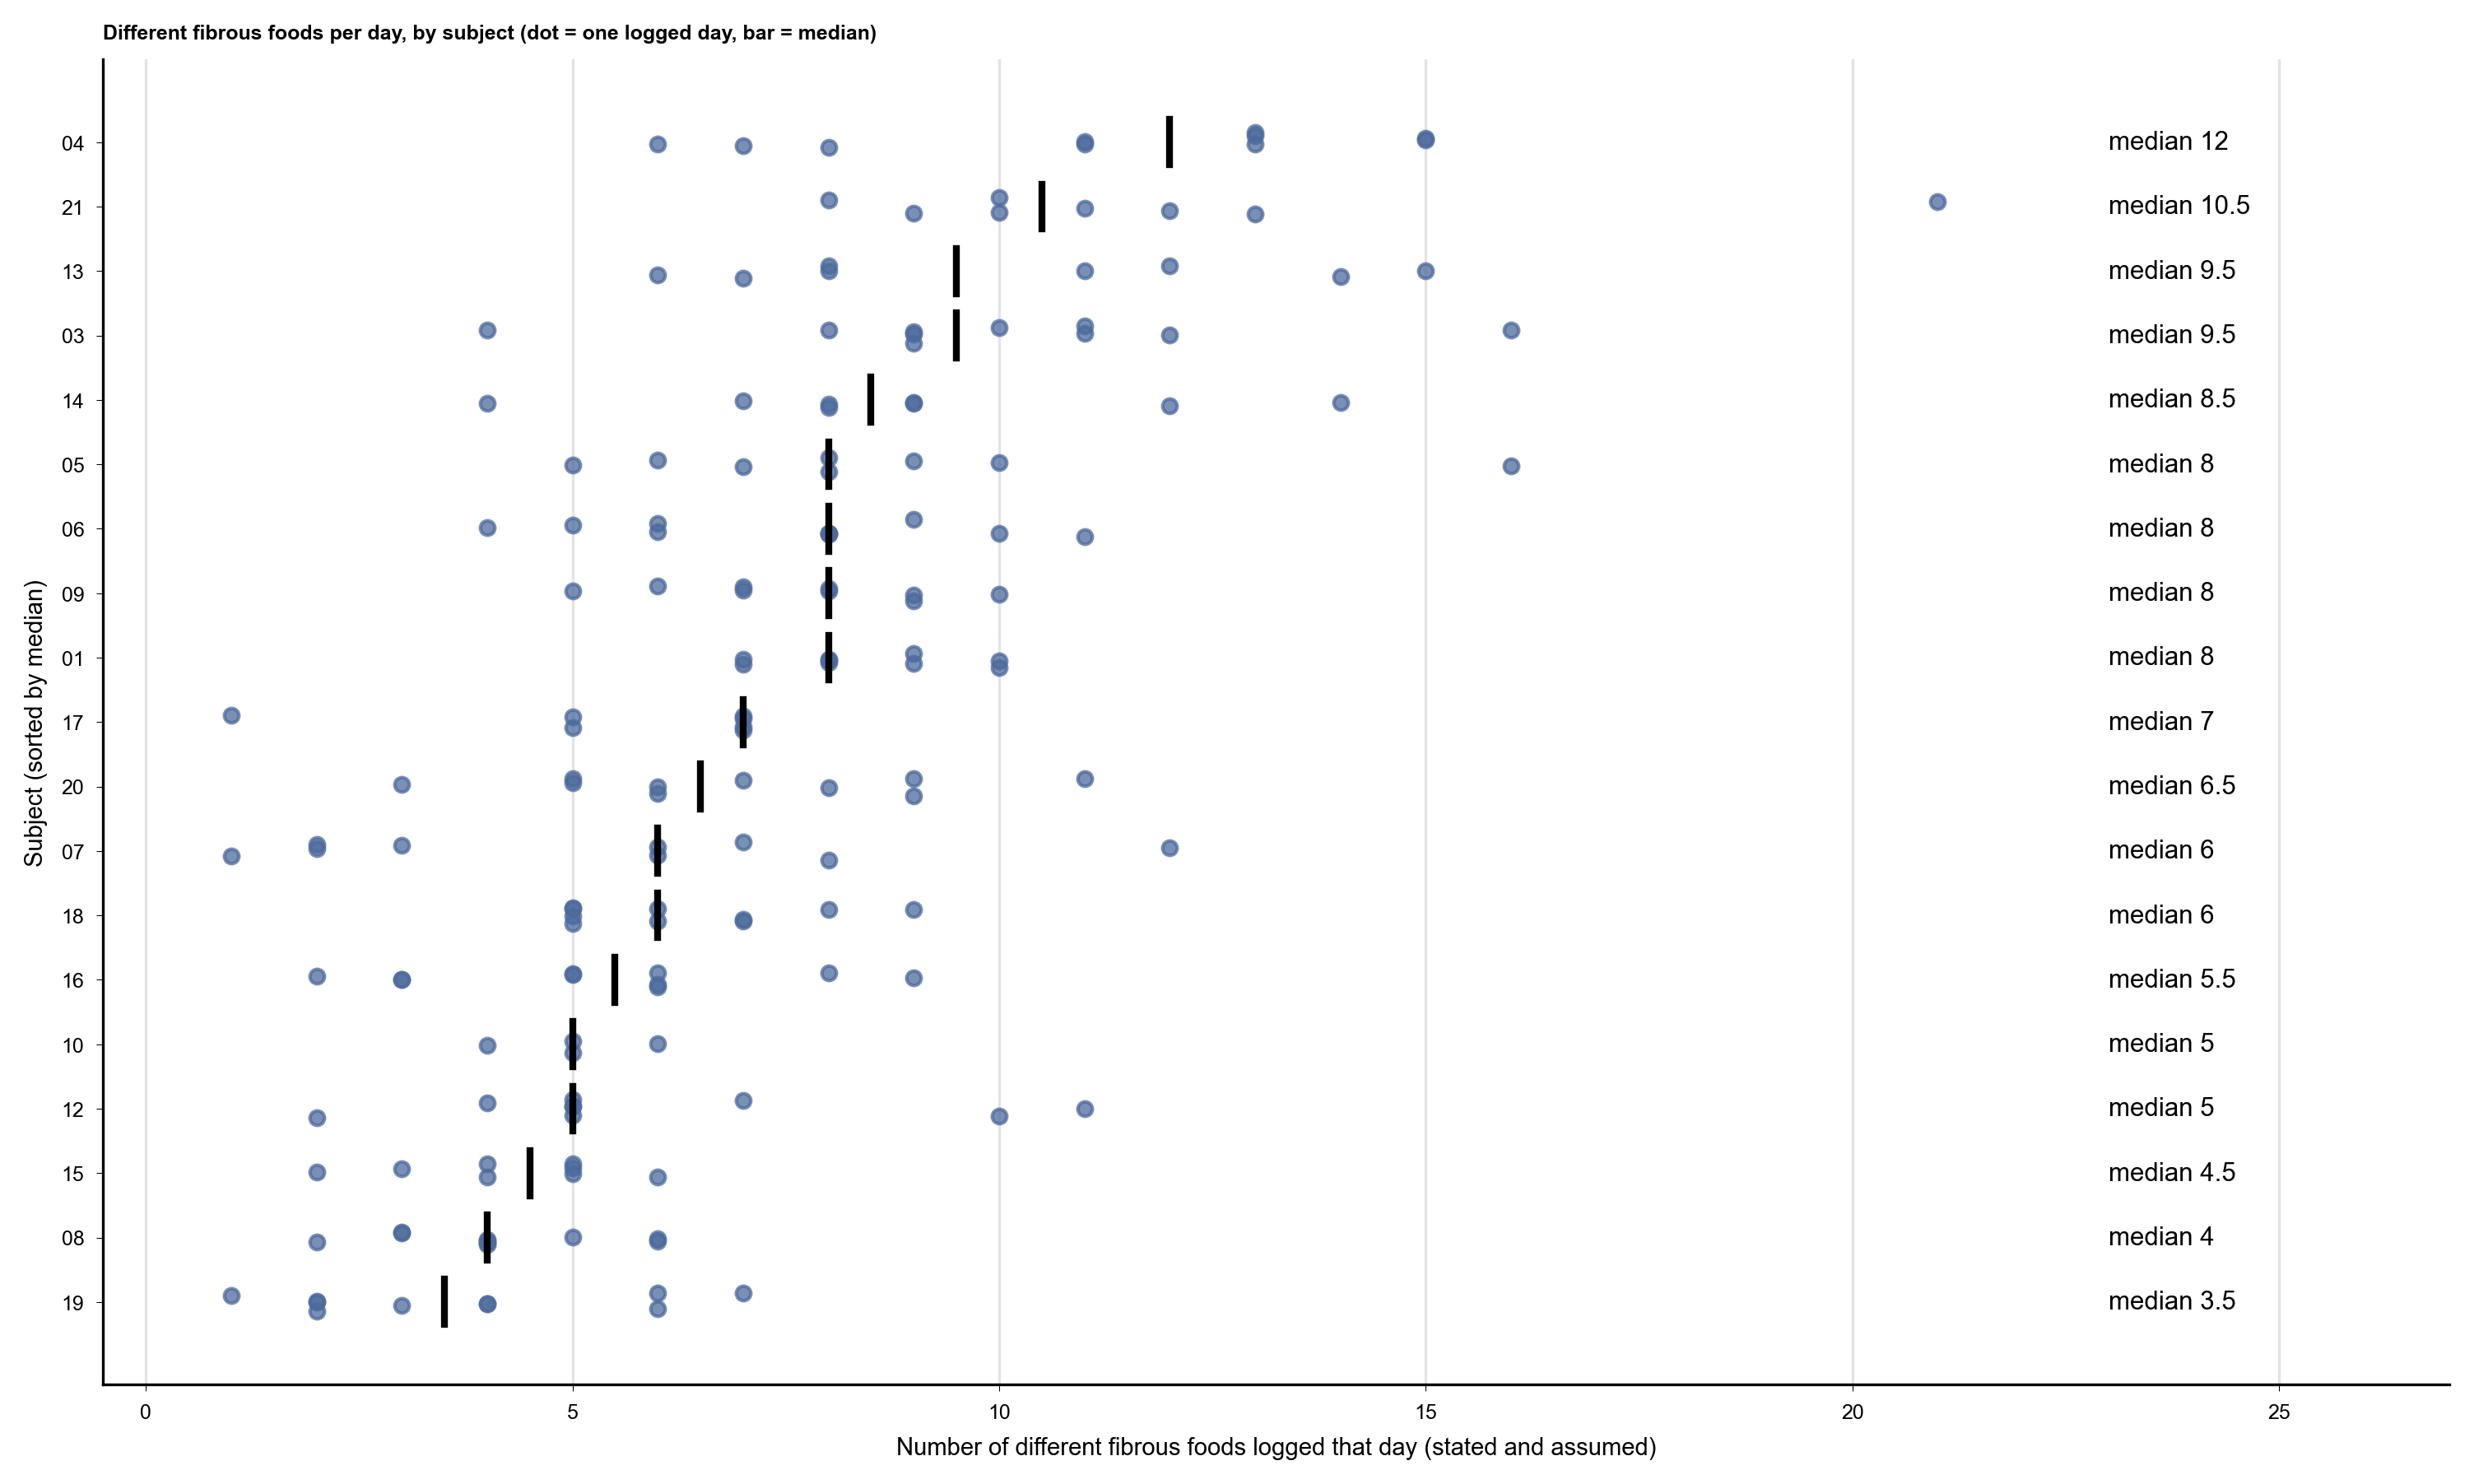 Different fibrous foods per day, by subject (dot = one logged day, bar = median)
Subject (sorted by median)
04 median 12
21 median 10.5
13 median 9.5
03 median 9.5
14 median 8.5
05 median 8
06 median 8
09 median 8
01 median 8
17 median 7
20 median 6.5
07 median 6
18 median 6
16 median 5.5
10 median 5
12 median 5
15 median 4.5
08 median 4
19 median 3.5
0 5 10 15 20 25
Number of different fibrous foods logged that day (stated and assumed)